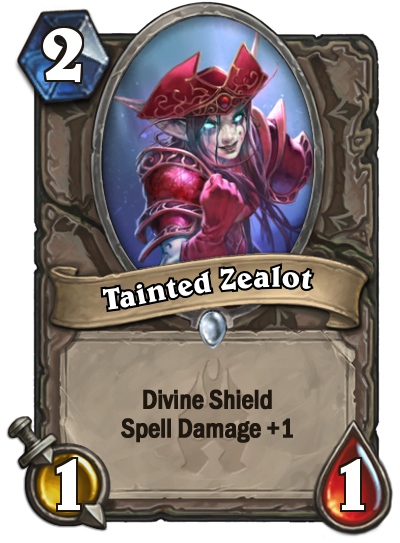 2
Tainted Zealot
Divine Shield
Spell Damage +1
1
1